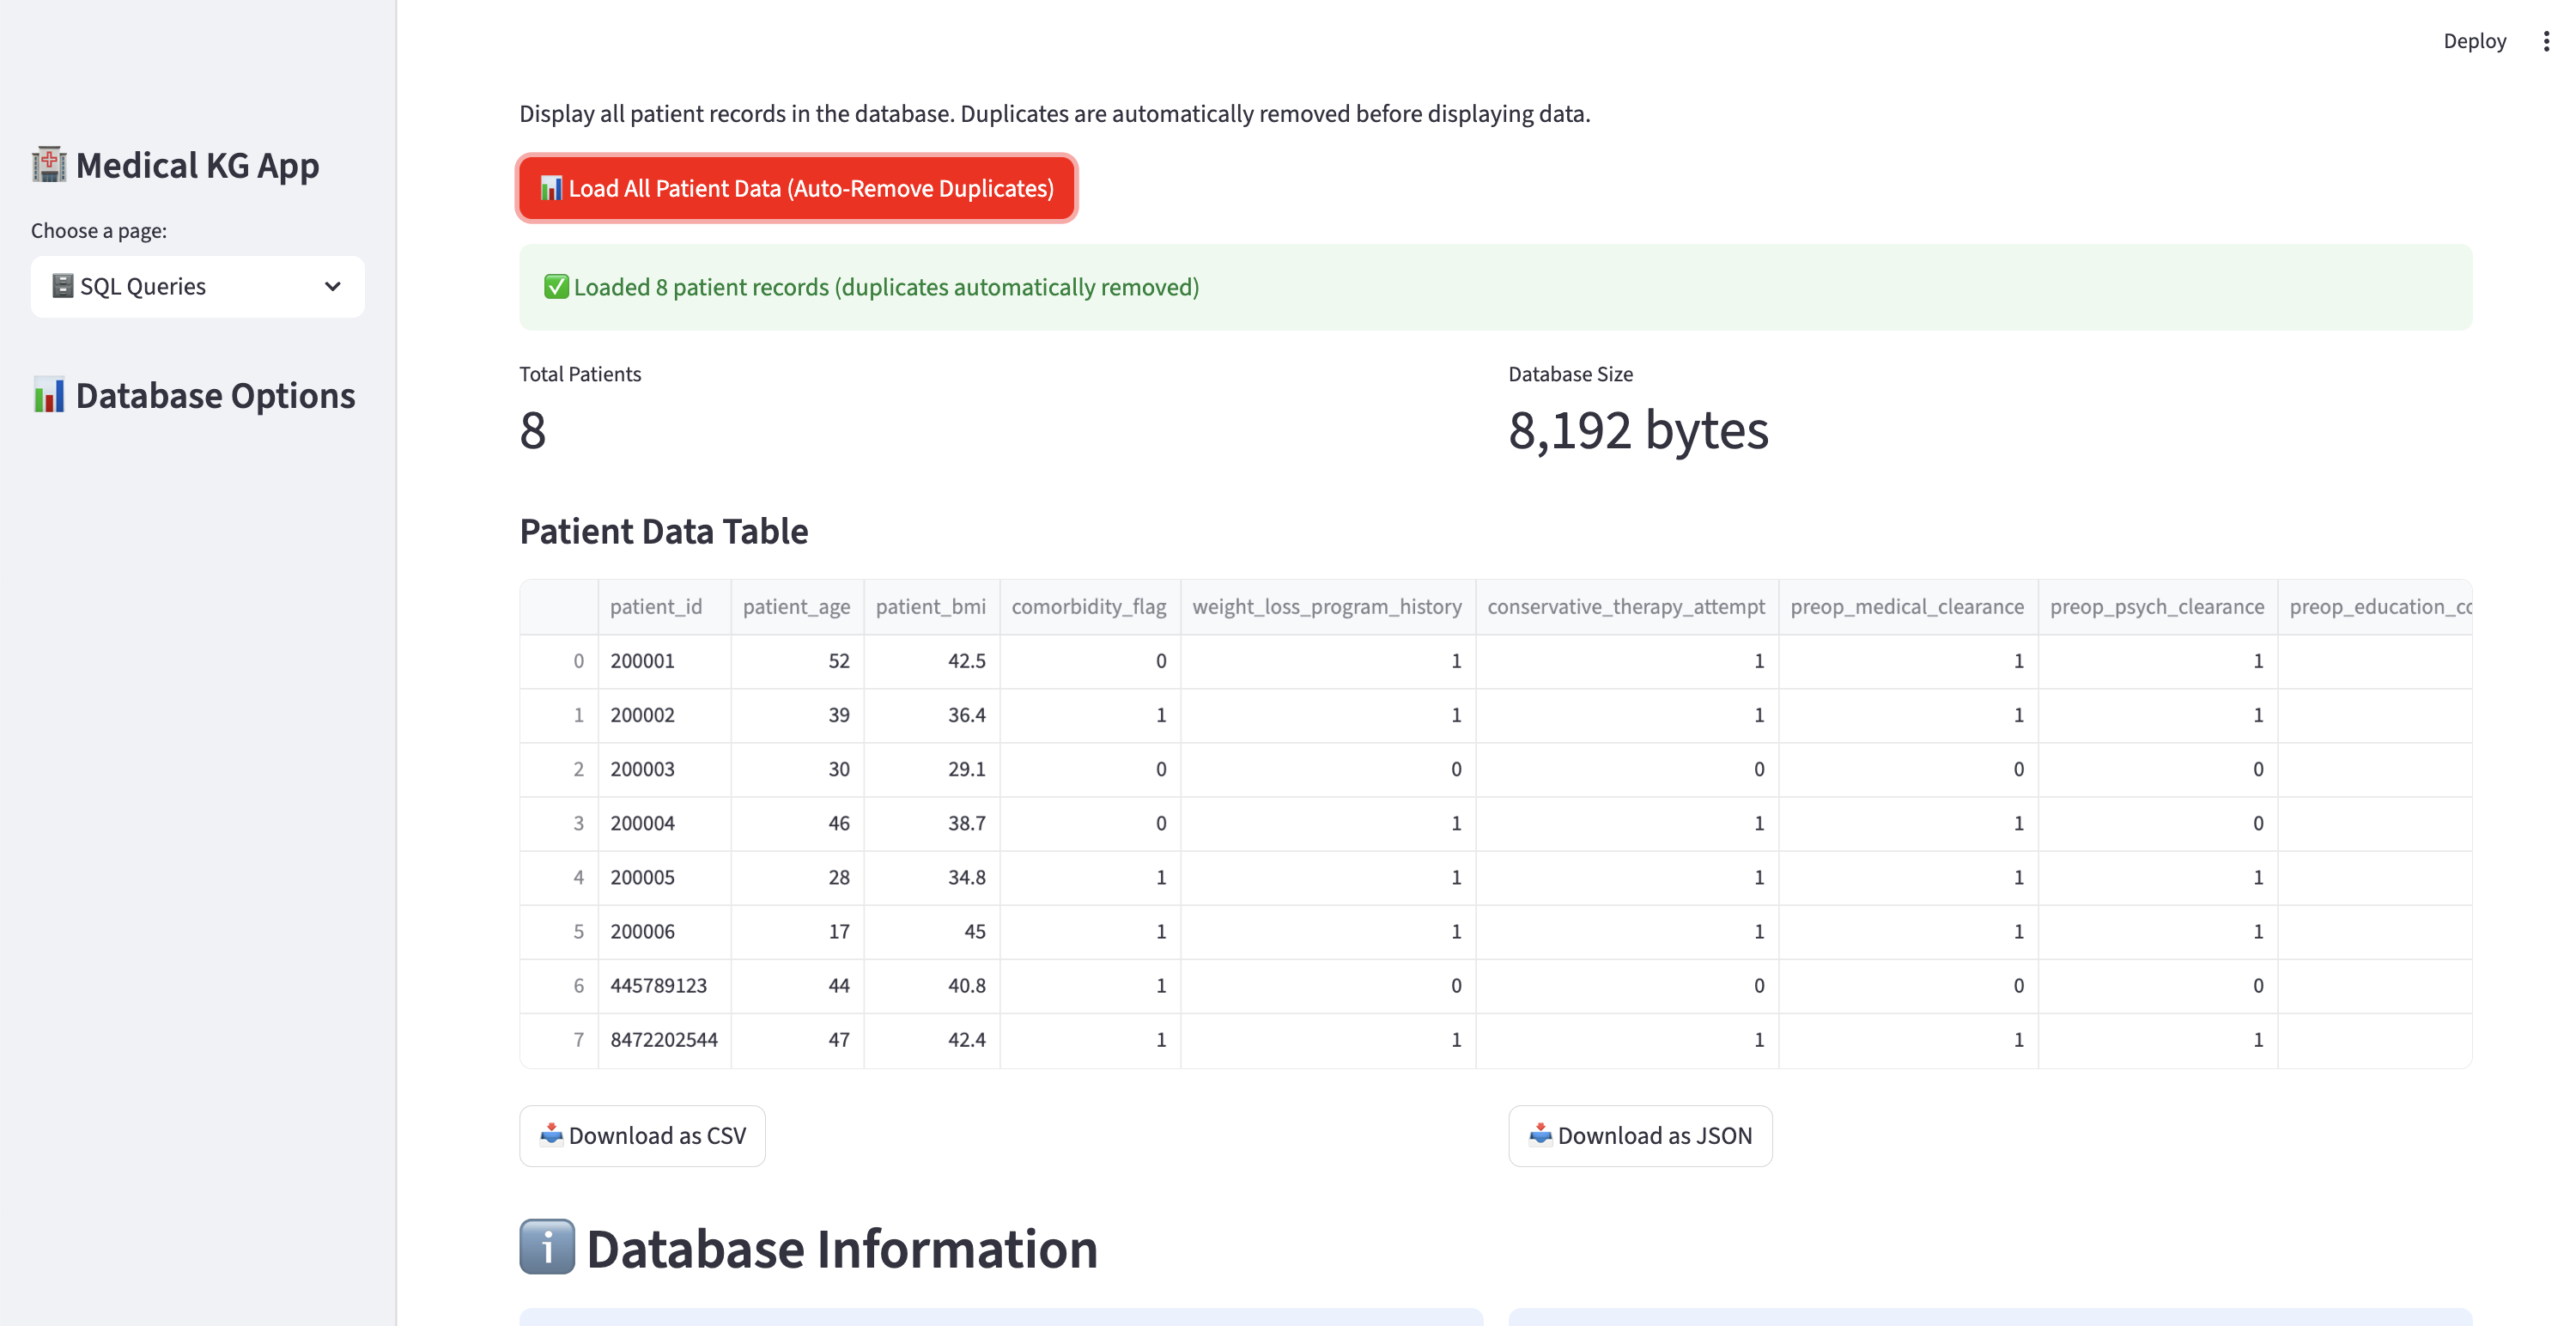 Deploy
🏥 Medical KG App
Choose a page:
🗄️ SQL Queries
📊 Database Options
Display all patient records in the database. Duplicates are automatically removed before displaying data.
📊 Load All Patient Data (Auto-Remove Duplicates)
✅ Loaded 8 patient records (duplicates automatically removed)
Total Patients
8
Database Size
8,192 bytes
Patient Data Table
patient_id patient_age patient_bmi comorbidity_flag weight_loss_program_history conservative_therapy_attempt preop_medical_clearance preop_psych_clearance preop_education_co
0 200001 52 42.5 0 1 1 1 1
1 200002 39 36.4 1 1 1 1 1
2 200003 30 29.1 0 0 0 0 0
3 200004 46 38.7 0 1 1 1 0
4 200005 28 34.8 1 1 1 1 1
5 200006 17 45 1 1 1 1 1
6 445789123 44 40.8 1 0 0 0 0
7 8472202544 47 42.4 1 1 1 1 1
📥 Download as CSV
📥 Download as JSON
ℹ️ Database Information